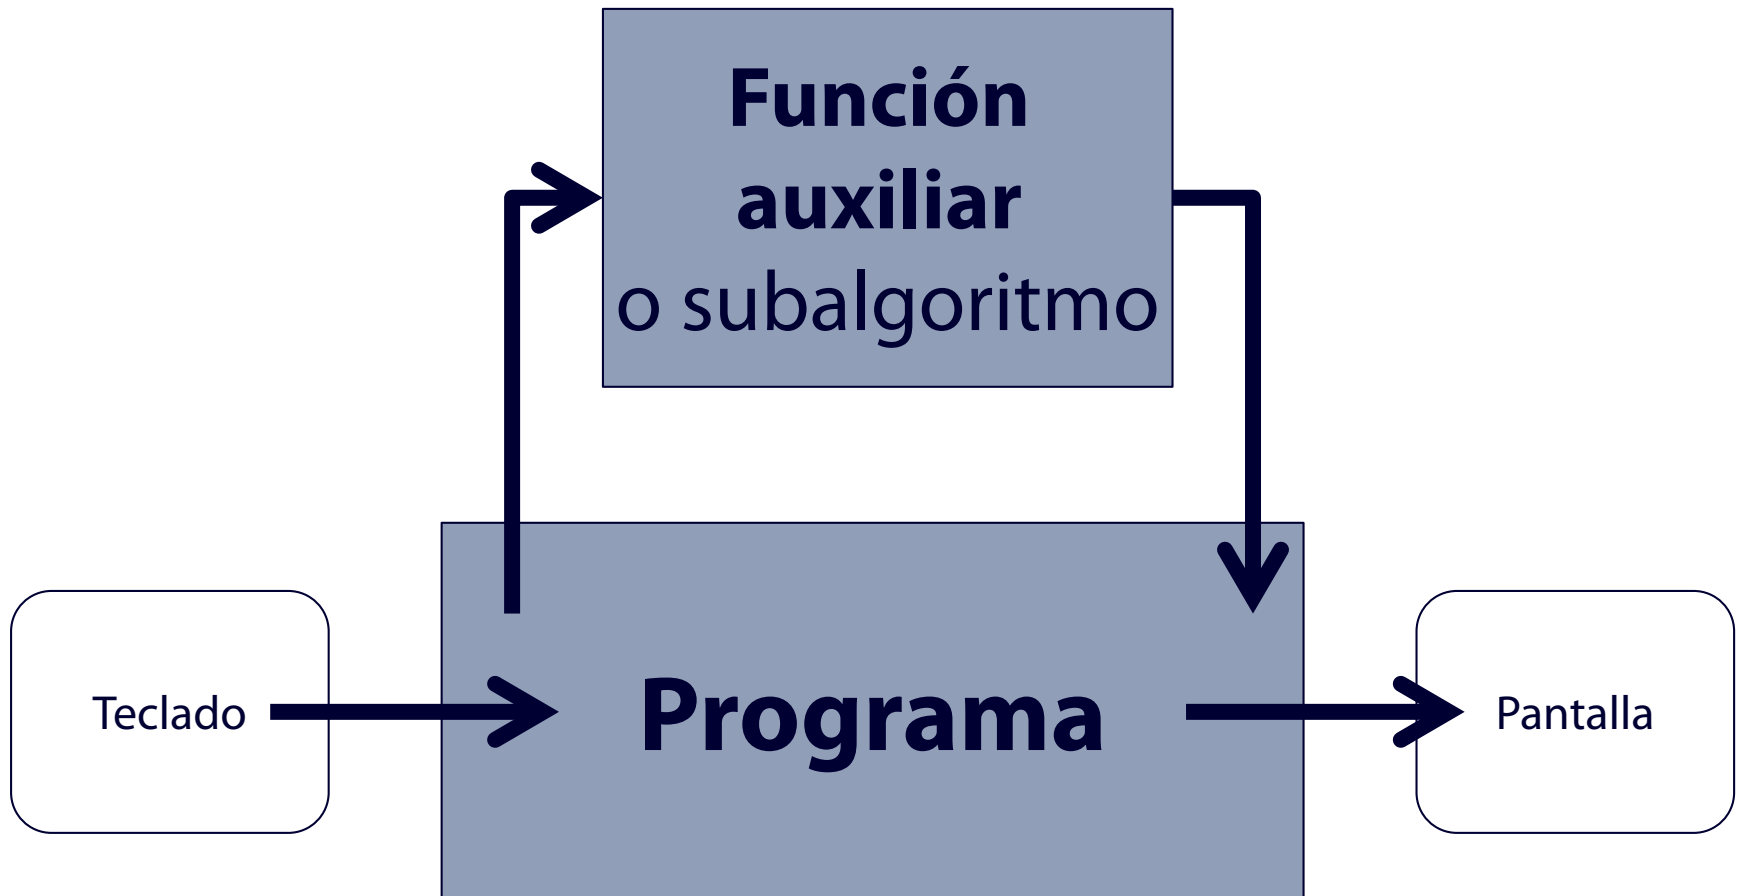 Función
auxiliar
o subalgoritmo
Teclado
Programa
Pantalla